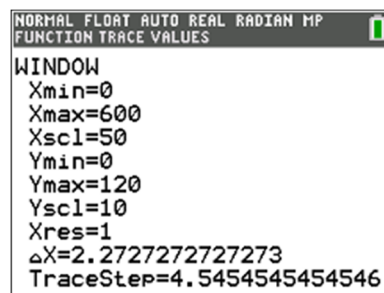 NORMAL FLOAT AUTO REAL RADIAN MP
FUNCTION TRACE VALUES
WINDOW
Xmin=0
Xmax=600
Xscl=50
Ymin=0
Ymax=120
Yscl=10
Xres=1
△X=2.2727272727273
TraceStep=4.5454545454546